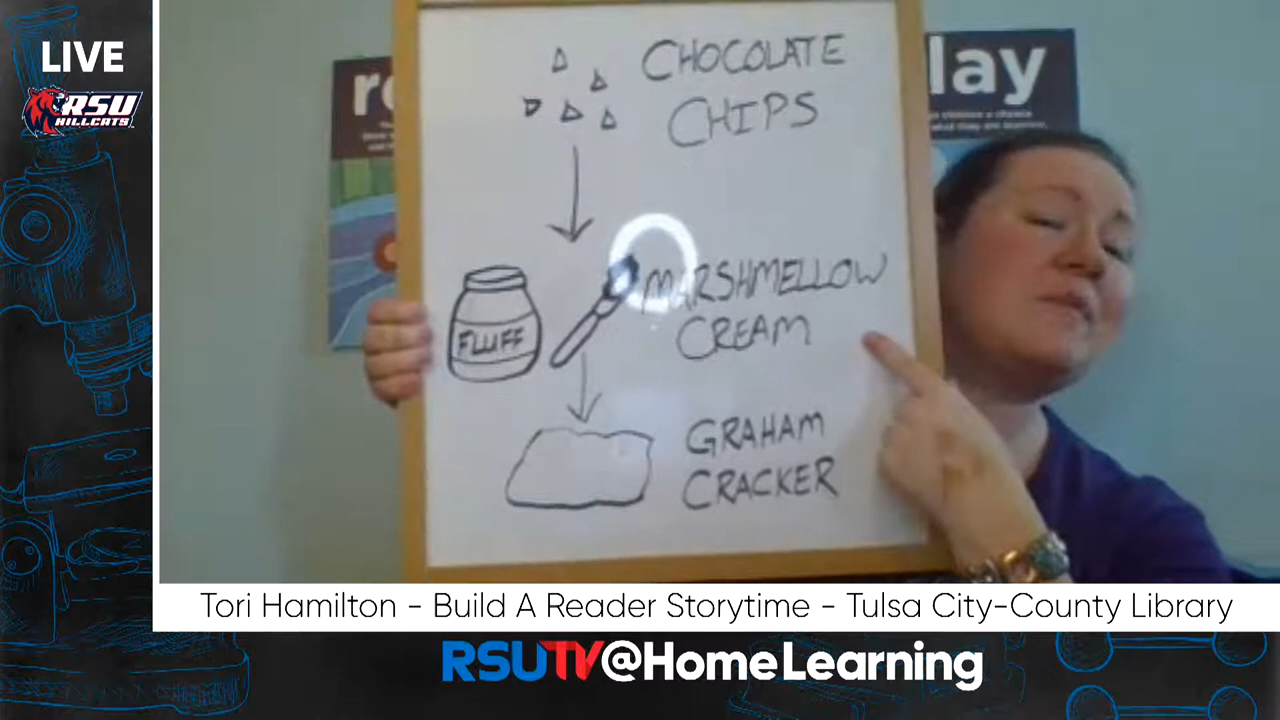 LIVE
RSU
HILLCATS
CHOCOLATE
CHIPS
MARSHMELLOW
CREAM
FLUFF
GRAHAM
CRACKER
lay
Tori Hamilton - Build A Reader Storytime - Tulsa City-County Library
RSUTV@HomeLearning